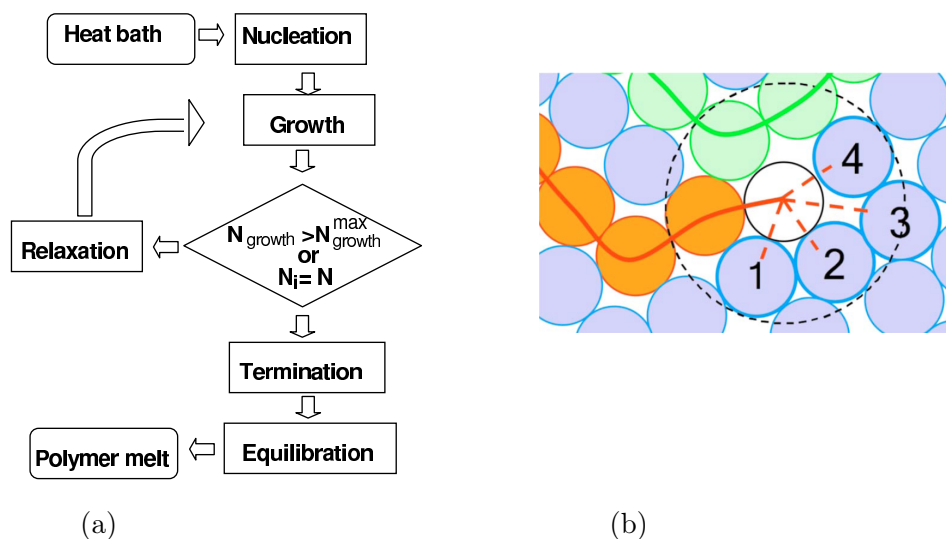 Heat bath
Nucleation
Growth
N growth >N max growth
or
Nᵢ= N
Relaxation
Termination
Equilibration
Polymer melt
4
3
2
1
(a)
(b)